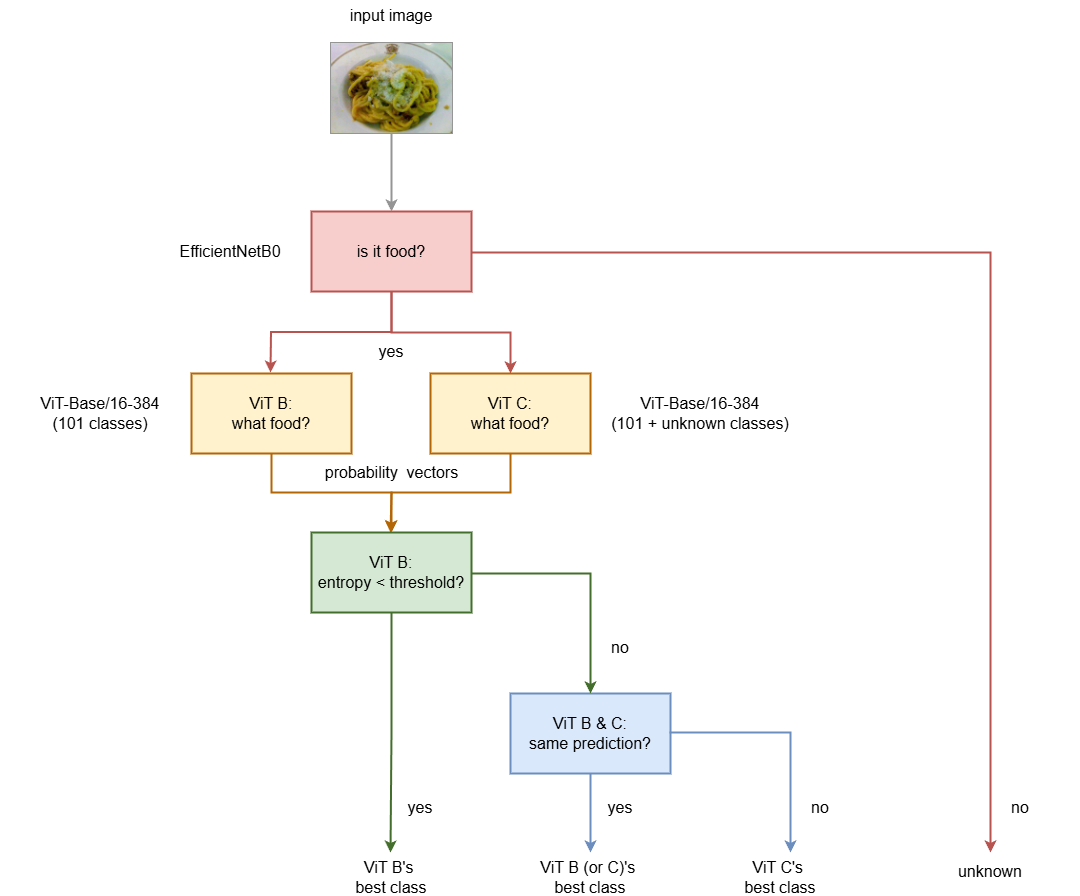 input image
EfficientNetB0
is it food?
yes
ViT-Base/16-384
(101 classes)
ViT B:
what food?
ViT C:
what food?
ViT-Base/16-384
(101 + unknown classes)
probability vectors
ViT B:
entropy < threshold?
no
ViT B & C:
same prediction?
yes
yes
no
no
ViT B's
best class
ViT B (or C)'s
best class
ViT C's
best class
unknown